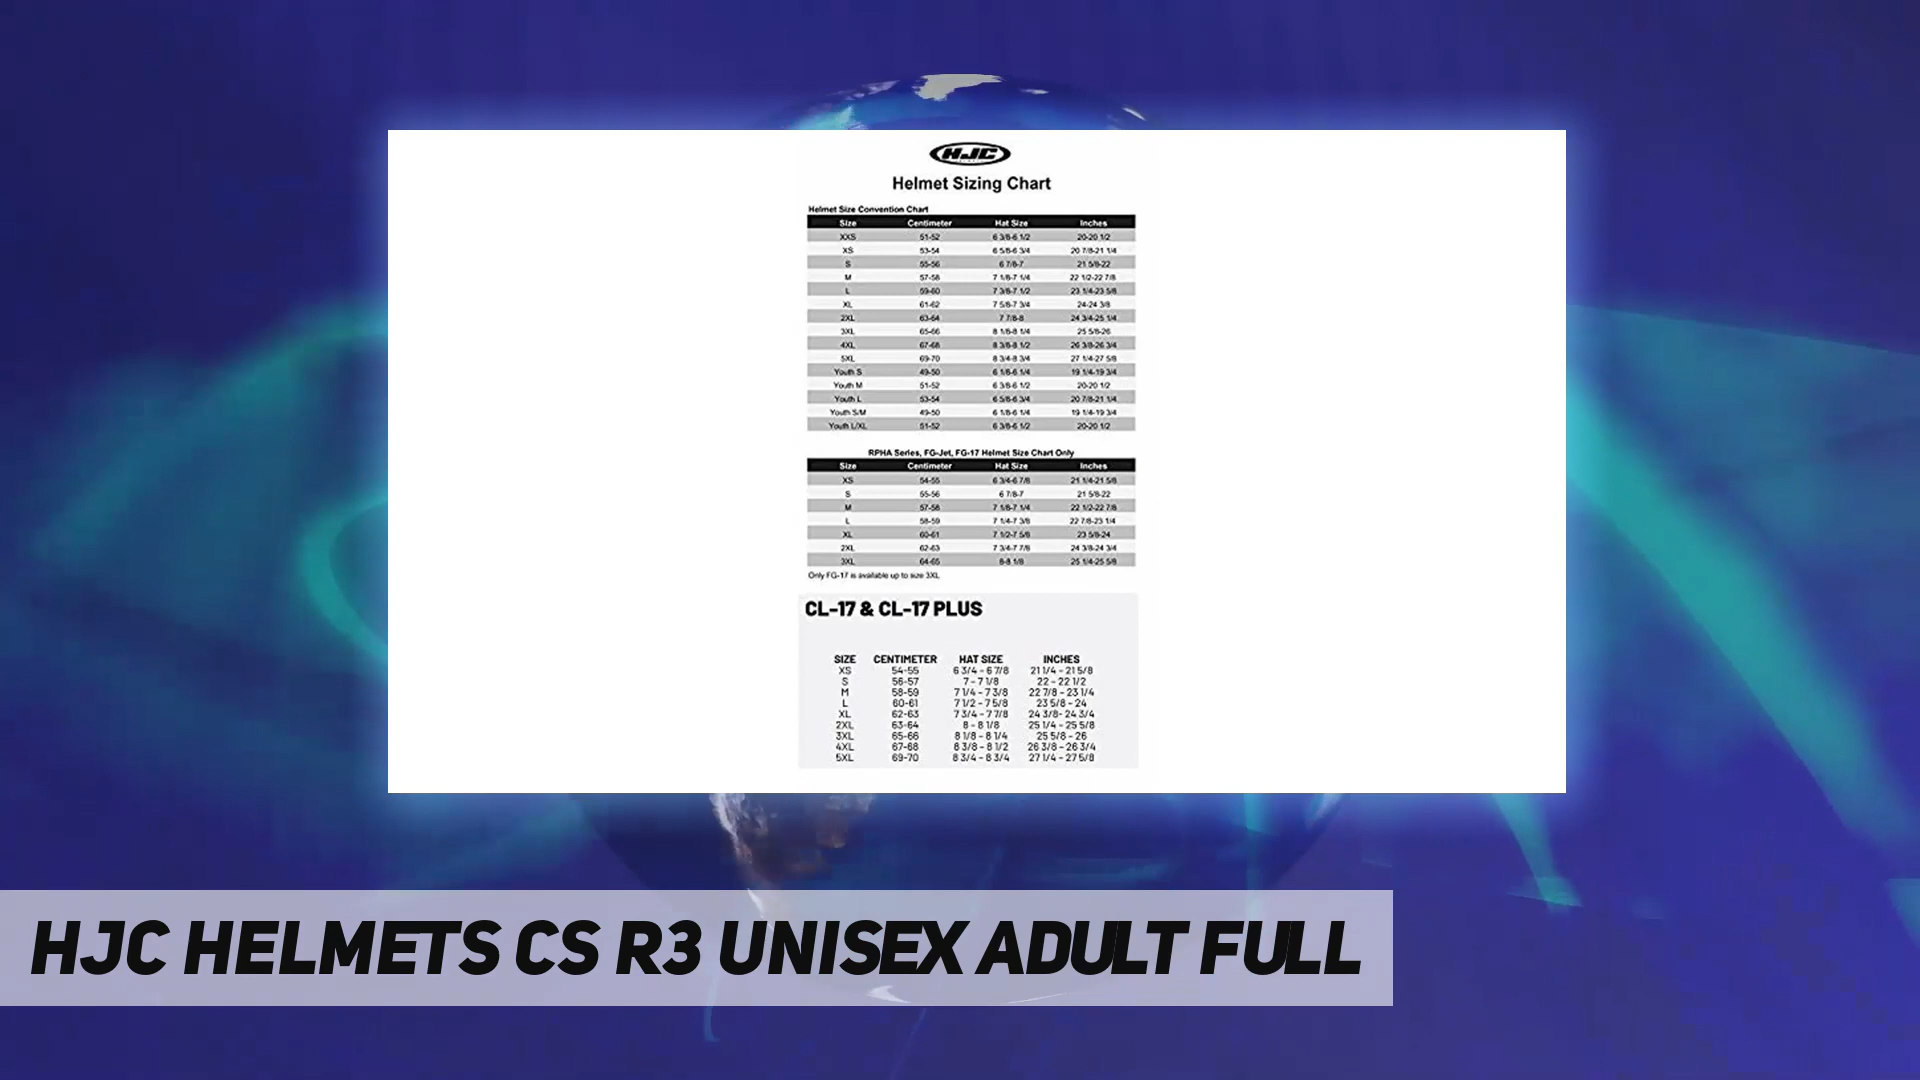 HJC
Helmet Sizing Chart
Helmet Size Convention Chart
Size Centimeter Hat Size Inches
XXS 51-52 6 3/8-6 1/2 20-20 1/2
XS 53-54 6 5/8-6 3/4 20 7/8-21 1/4
S 55-56 6 7/8-7 21 5/8-22
M 57-58 7 1/8-7 1/4 22 1/2-22 7/8
L 59-60 7 3/8-7 1/2 23 1/4-23 5/8
XL 61-62 7 5/8-7 3/4 24-24 3/8
2XL 63-64 7 7/8-8 24 3/4-25 1/4
3XL 65-66 8 1/8-8 1/4 25 5/8-26
4XL 67-68 8 3/8-8 1/2 26 3/8-26 3/4
5XL 69-70 8 3/4-8 3/4 27 1/4-27 5/8
Youth S 49-50 6 1/8-6 1/4 19 1/4-19 3/4
Youth M 51-52 6 3/8-6 1/2 20-20 1/2
Youth L 53-54 6 5/8-6 3/4 20 7/8-21 1/4
Youth S/M 49-50 6 1/8-6 1/4 19 1/4-19 3/4
Youth L/XL 51-52 6 3/8-6 1/2 20-20 1/2
RPHA Series, FG-Jet, FG-17 Helmet Size Chart Only
Size Centimeter Hat Size Inches
XS 54-55 6 3/4-6 7/8 21 1/4-21 5/8
S 55-56 6 7/8-7 21 5/8-22
M 57-58 7 1/8-7 1/4 22 1/2-22 7/8
L 58-59 7 1/4-7 3/8 22 7/8-23 1/4
XL 60-61 7 1/2-7 5/8 23 5/8-24
2XL 62-63 7 3/4-7 7/8 24 3/8-24 3/4
3XL 64-65 8-8 1/8 25 1/4-25 5/8
Only FG-17 is available up to size 3XL
CL-17 & CL-17 PLUS
SIZE CENTIMETER HAT SIZE INCHES
XS 54-55 6 3/4 - 6 7/8 21 1/4 - 21 5/8
S 56-57 7 - 7 1/8 22 - 22 1/2
M 58-59 7 1/4 - 7 3/8 22 7/8 - 23 1/4
L 60-61 7 1/2 - 7 5/8 23 5/8 - 24
XL 62-63 7 3/4 - 7 7/8 24 3/8- 24 3/4
2XL 63-64 8 - 8 1/8 25 1/4 - 25 5/8
3XL 65-66 8 1/8 - 8 1/4 25 5/8 - 26
4XL 67-68 8 3/8 - 8 1/2 26 3/8 - 26 3/4
5XL 69-70 8 3/4 - 8 3/4 27 1/4 - 27 5/8
HJC HELMETS CS R3 UNISEX ADULT FULL